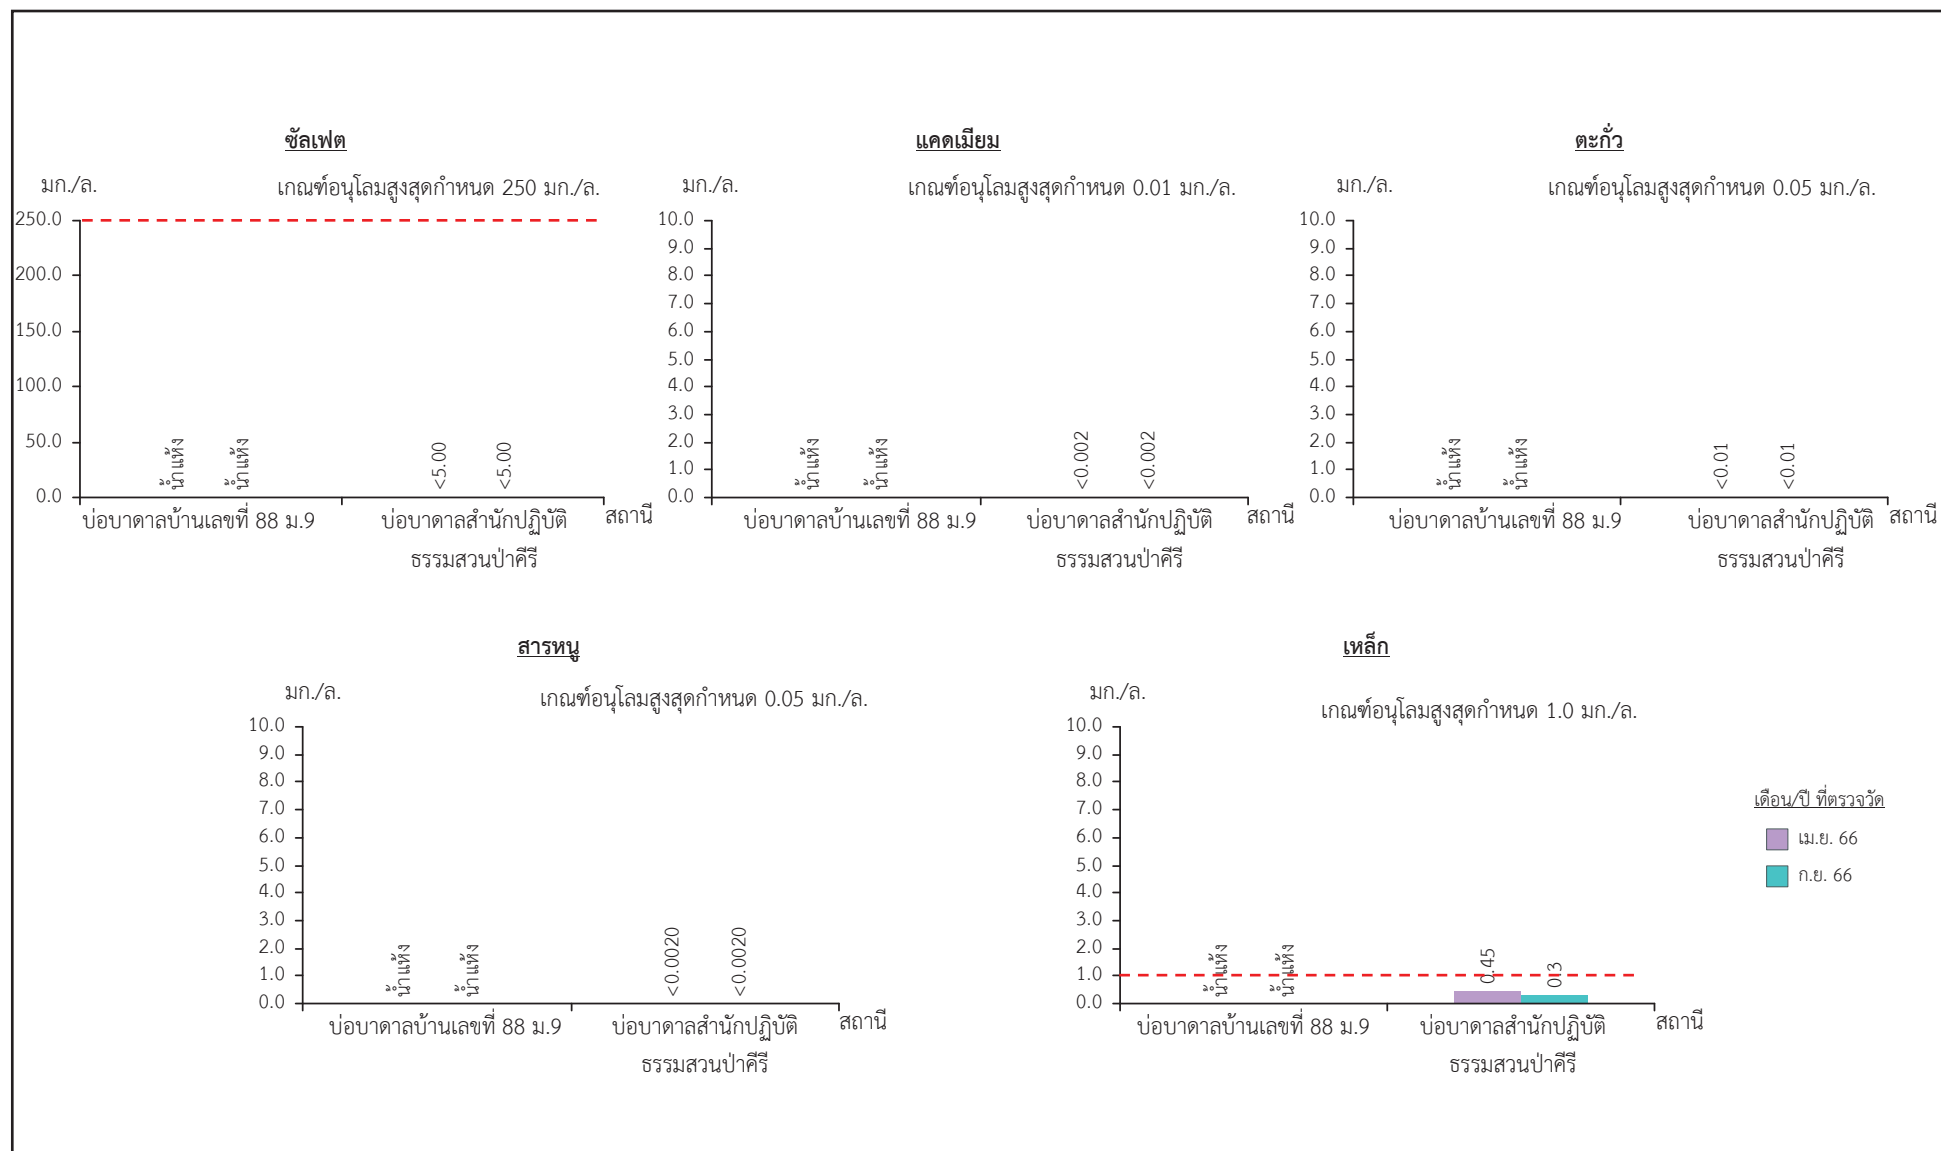 ซัลเฟต
มก./ล.
เกณฑ์อนุโลมสูงสุดกำหนด 250 มก./ล.
250.0
200.0
150.0
100.0
50.0
0.0
น้ำแห้ง
น้ำแห้ง
<5.00
<5.00
บ่อบาดาลบ้านเลขที่ 88 ม.9
บ่อบาดาลสำนักปฏิบัติ
ธรรมสวนป่าคีรี
สถานี
แคดเมียม
มก./ล.
เกณฑ์อนุโลมสูงสุดกำหนด 0.01 มก./ล.
10.0
9.0
8.0
7.0
6.0
5.0
4.0
3.0
2.0
1.0
0.0
น้ำแห้ง
น้ำแห้ง
<0.002
<0.002
บ่อบาดาลบ้านเลขที่ 88 ม.9
บ่อบาดาลสำนักปฏิบัติ
ธรรมสวนป่าคีรี
สถานี
ตะกั่ว
มก./ล.
เกณฑ์อนุโลมสูงสุดกำหนด 0.05 มก./ล.
10.0
9.0
8.0
7.0
6.0
5.0
4.0
3.0
2.0
1.0
0.0
น้ำแห้ง
น้ำแห้ง
<0.01
<0.01
บ่อบาดาลบ้านเลขที่ 88 ม.9
บ่อบาดาลสำนักปฏิบัติ
ธรรมสวนป่าคีรี
สถานี
สารหนู
มก./ล.
เกณฑ์อนุโลมสูงสุดกำหนด 0.05 มก./ล.
10.0
9.0
8.0
7.0
6.0
5.0
4.0
3.0
2.0
1.0
0.0
น้ำแห้ง
น้ำแห้ง
<0.0020
<0.0020
บ่อบาดาลบ้านเลขที่ 88 ม.9
บ่อบาดาลสำนักปฏิบัติ
ธรรมสวนป่าคีรี
สถานี
เหล็ก
มก./ล.
เกณฑ์อนุโลมสูงสุดกำหนด 1.0 มก./ล.
10.0
9.0
8.0
7.0
6.0
5.0
4.0
3.0
2.0
1.0
0.0
น้ำแห้ง
น้ำแห้ง
0.45
0.3
บ่อบาดาลบ้านเลขที่ 88 ม.9
บ่อบาดาลสำนักปฏิบัติ
ธรรมสวนป่าคีรี
สถานี
เดือน/ปี ที่ตรวจวัด
เม.ย. 66
ก.ย. 66